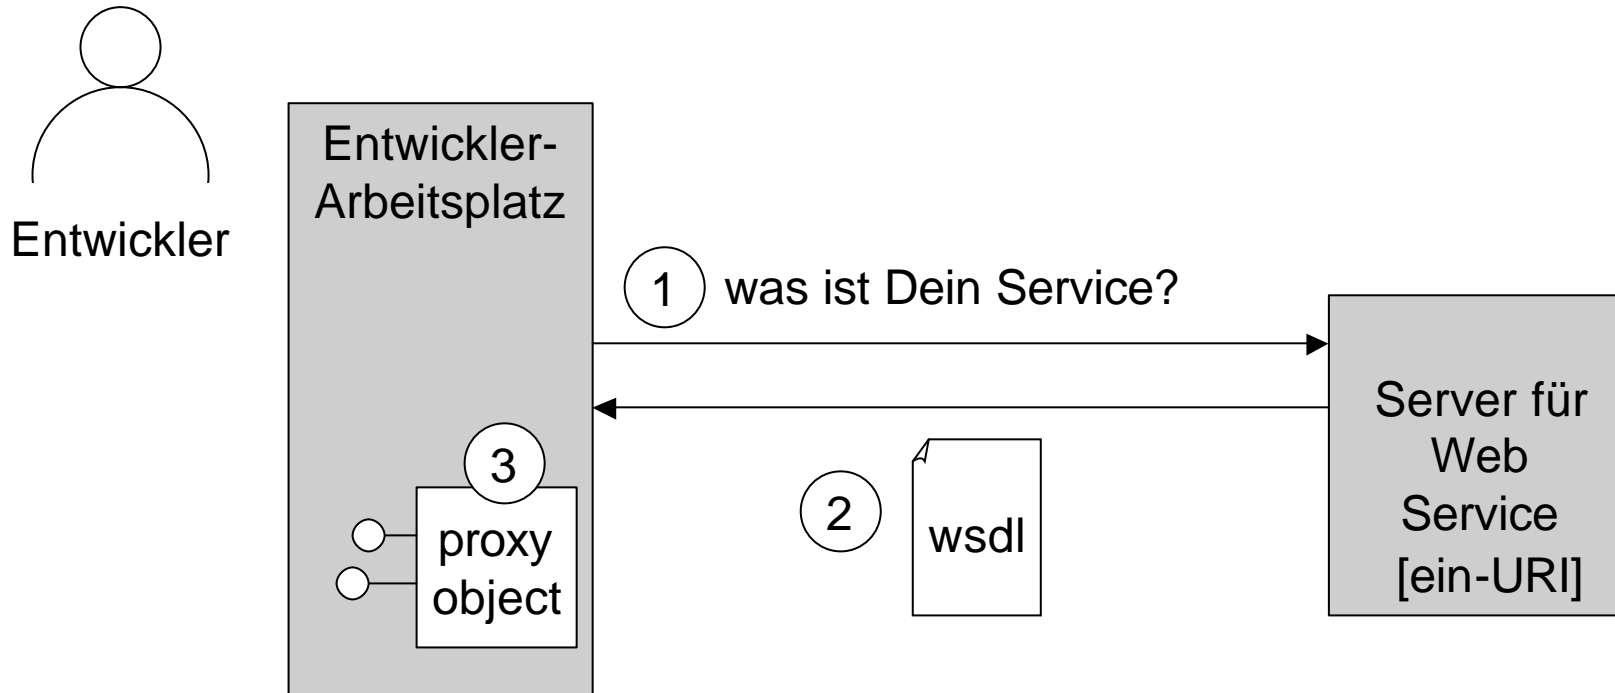 Entwickler
Entwickler-
Arbeitsplatz
1 was ist Dein Service?
2
wsdl
3
proxy
object
Server für
Web
Service
[ein-URI]